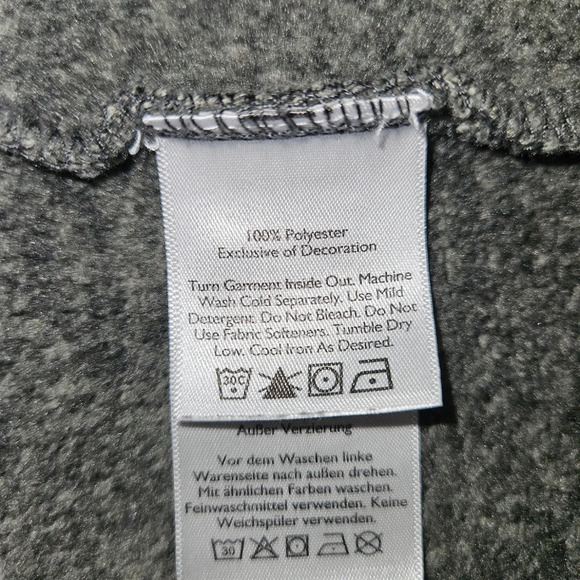 100% Polyester
Exclusive of Decoration
Turn Garment Inside Out. Machine
Wash Cold Separately. Use Mild
Detergent. Do Not Bleach. Do Not
Use Fabric Softeners. Tumble Dry
Low. Cool Iron As Desired.
30C
Außer Verzierung
Vor dem Waschen linke
Warenseite nach außen drehen.
Mit ähnlichen Farben waschen.
Feinwaschmittel verwenden. Keine
Weichspüler verwenden.
30